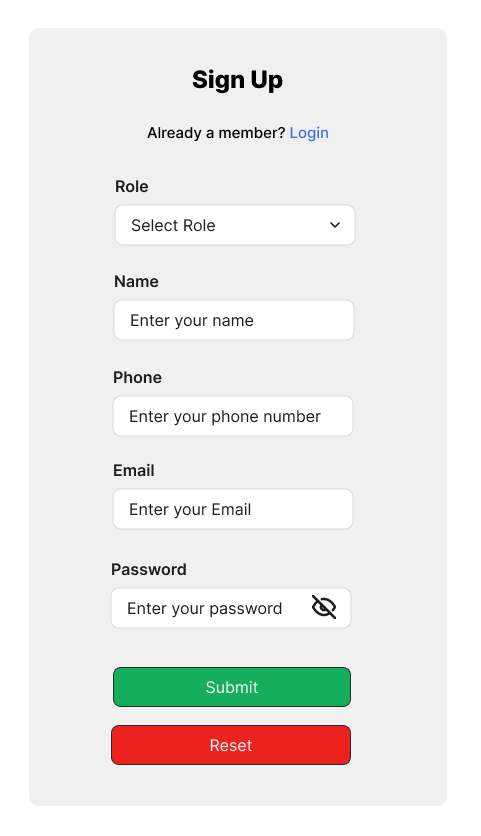 Sign Up
Already a member? Login
Role
Select Role
Name
Enter your name
Phone
Enter your phone number
Email
Enter your Email
Password
Enter your password
Submit
Reset